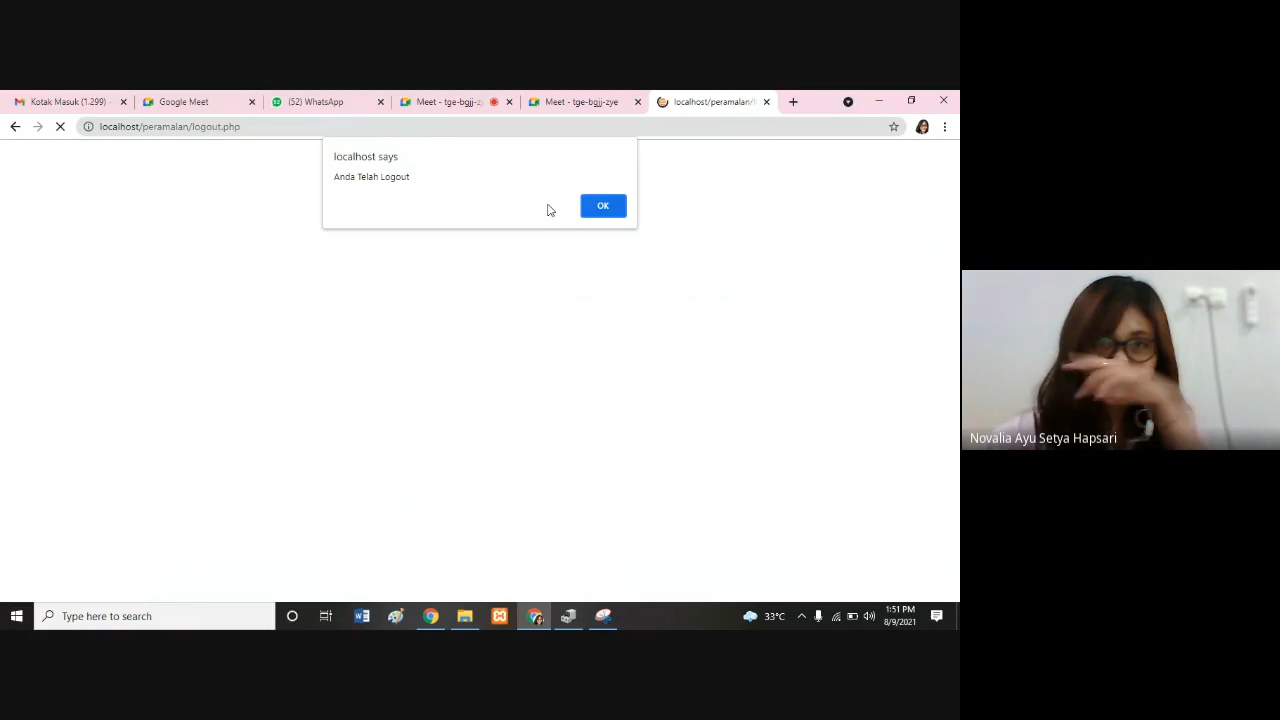 Kotak Masuk (1.299) -
Google Meet
(52) WhatsApp
Meet - tge-bgjj-zy
Meet - tge-bgjj-zye
localhost/peramalan/l
localhost/peramalan/logout.php
localhost says
Anda Telah Logout
OK
Novalia Ayu Setya Hapsari
Type here to search
33°C
1:51 PM
8/9/2021